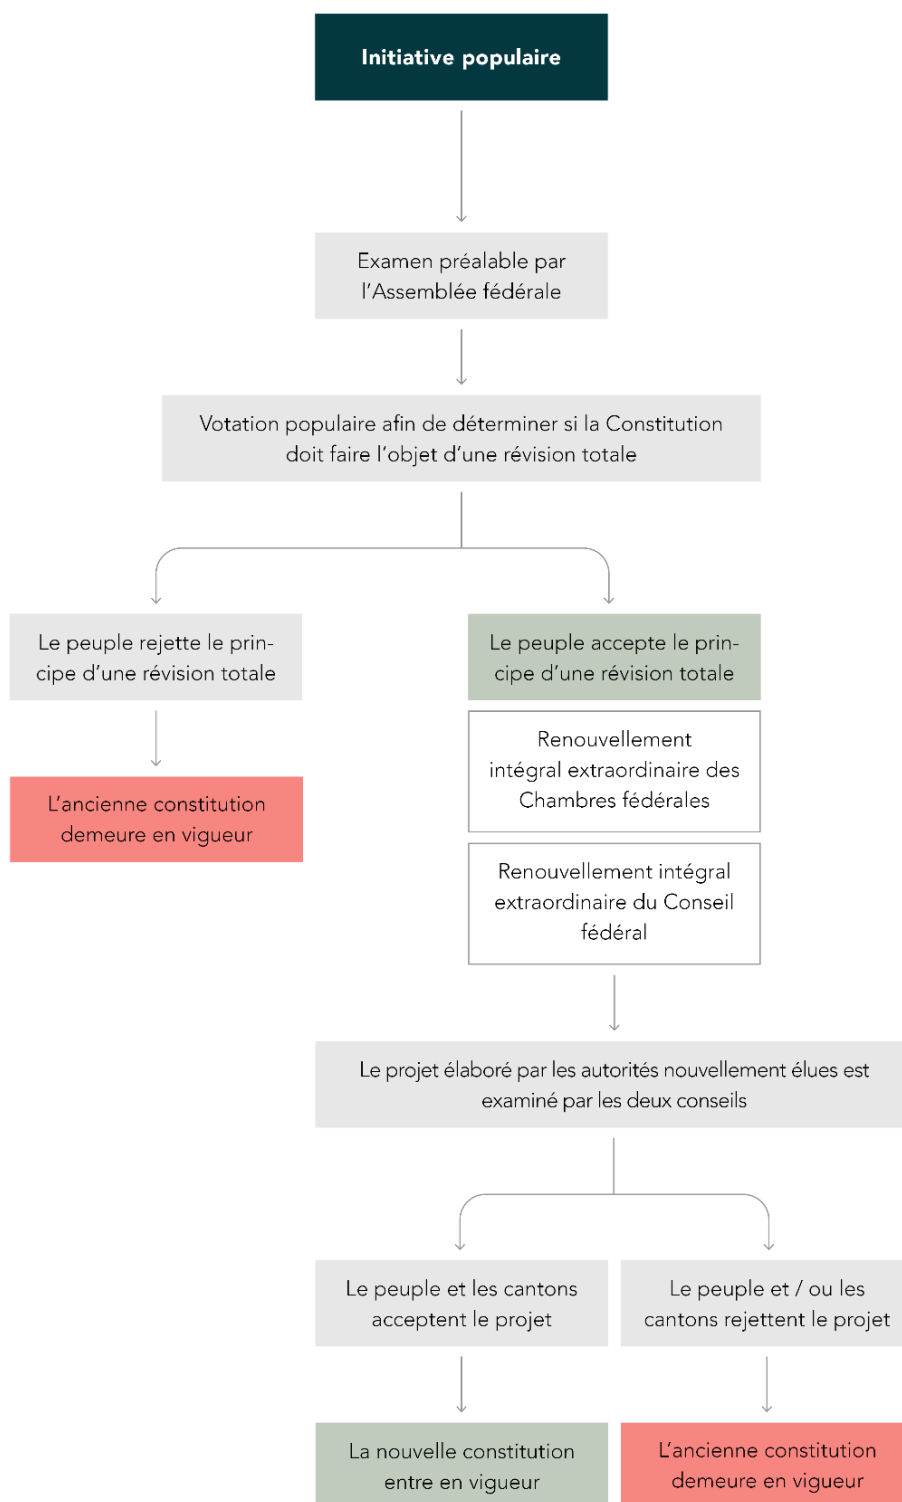 Initiative populaire
Examen préalable par
l'Assemblée fédérale
Votation populaire afin de déterminer si la Constitution
doit faire l'objet d'une révision totale
Le peuple rejette le prin-
cipe d'une révision totale
L'ancienne constitution
demeure en vigueur
Le peuple accepte le prin-
cipe d'une révision totale
Renouvellement
intégral extraordinaire des
Chambres fédérales
Renouvellement intégral
extraordinaire du Conseil
fédéral
Le projet élaboré par les autorités nouvellement élues est
examiné par les deux conseils
Le peuple et les cantons
acceptent le projet
Le peuple et / ou les
cantons rejettent le projet
La nouvelle constitution
entre en vigueur
L'ancienne constitution
demeure en vigueur